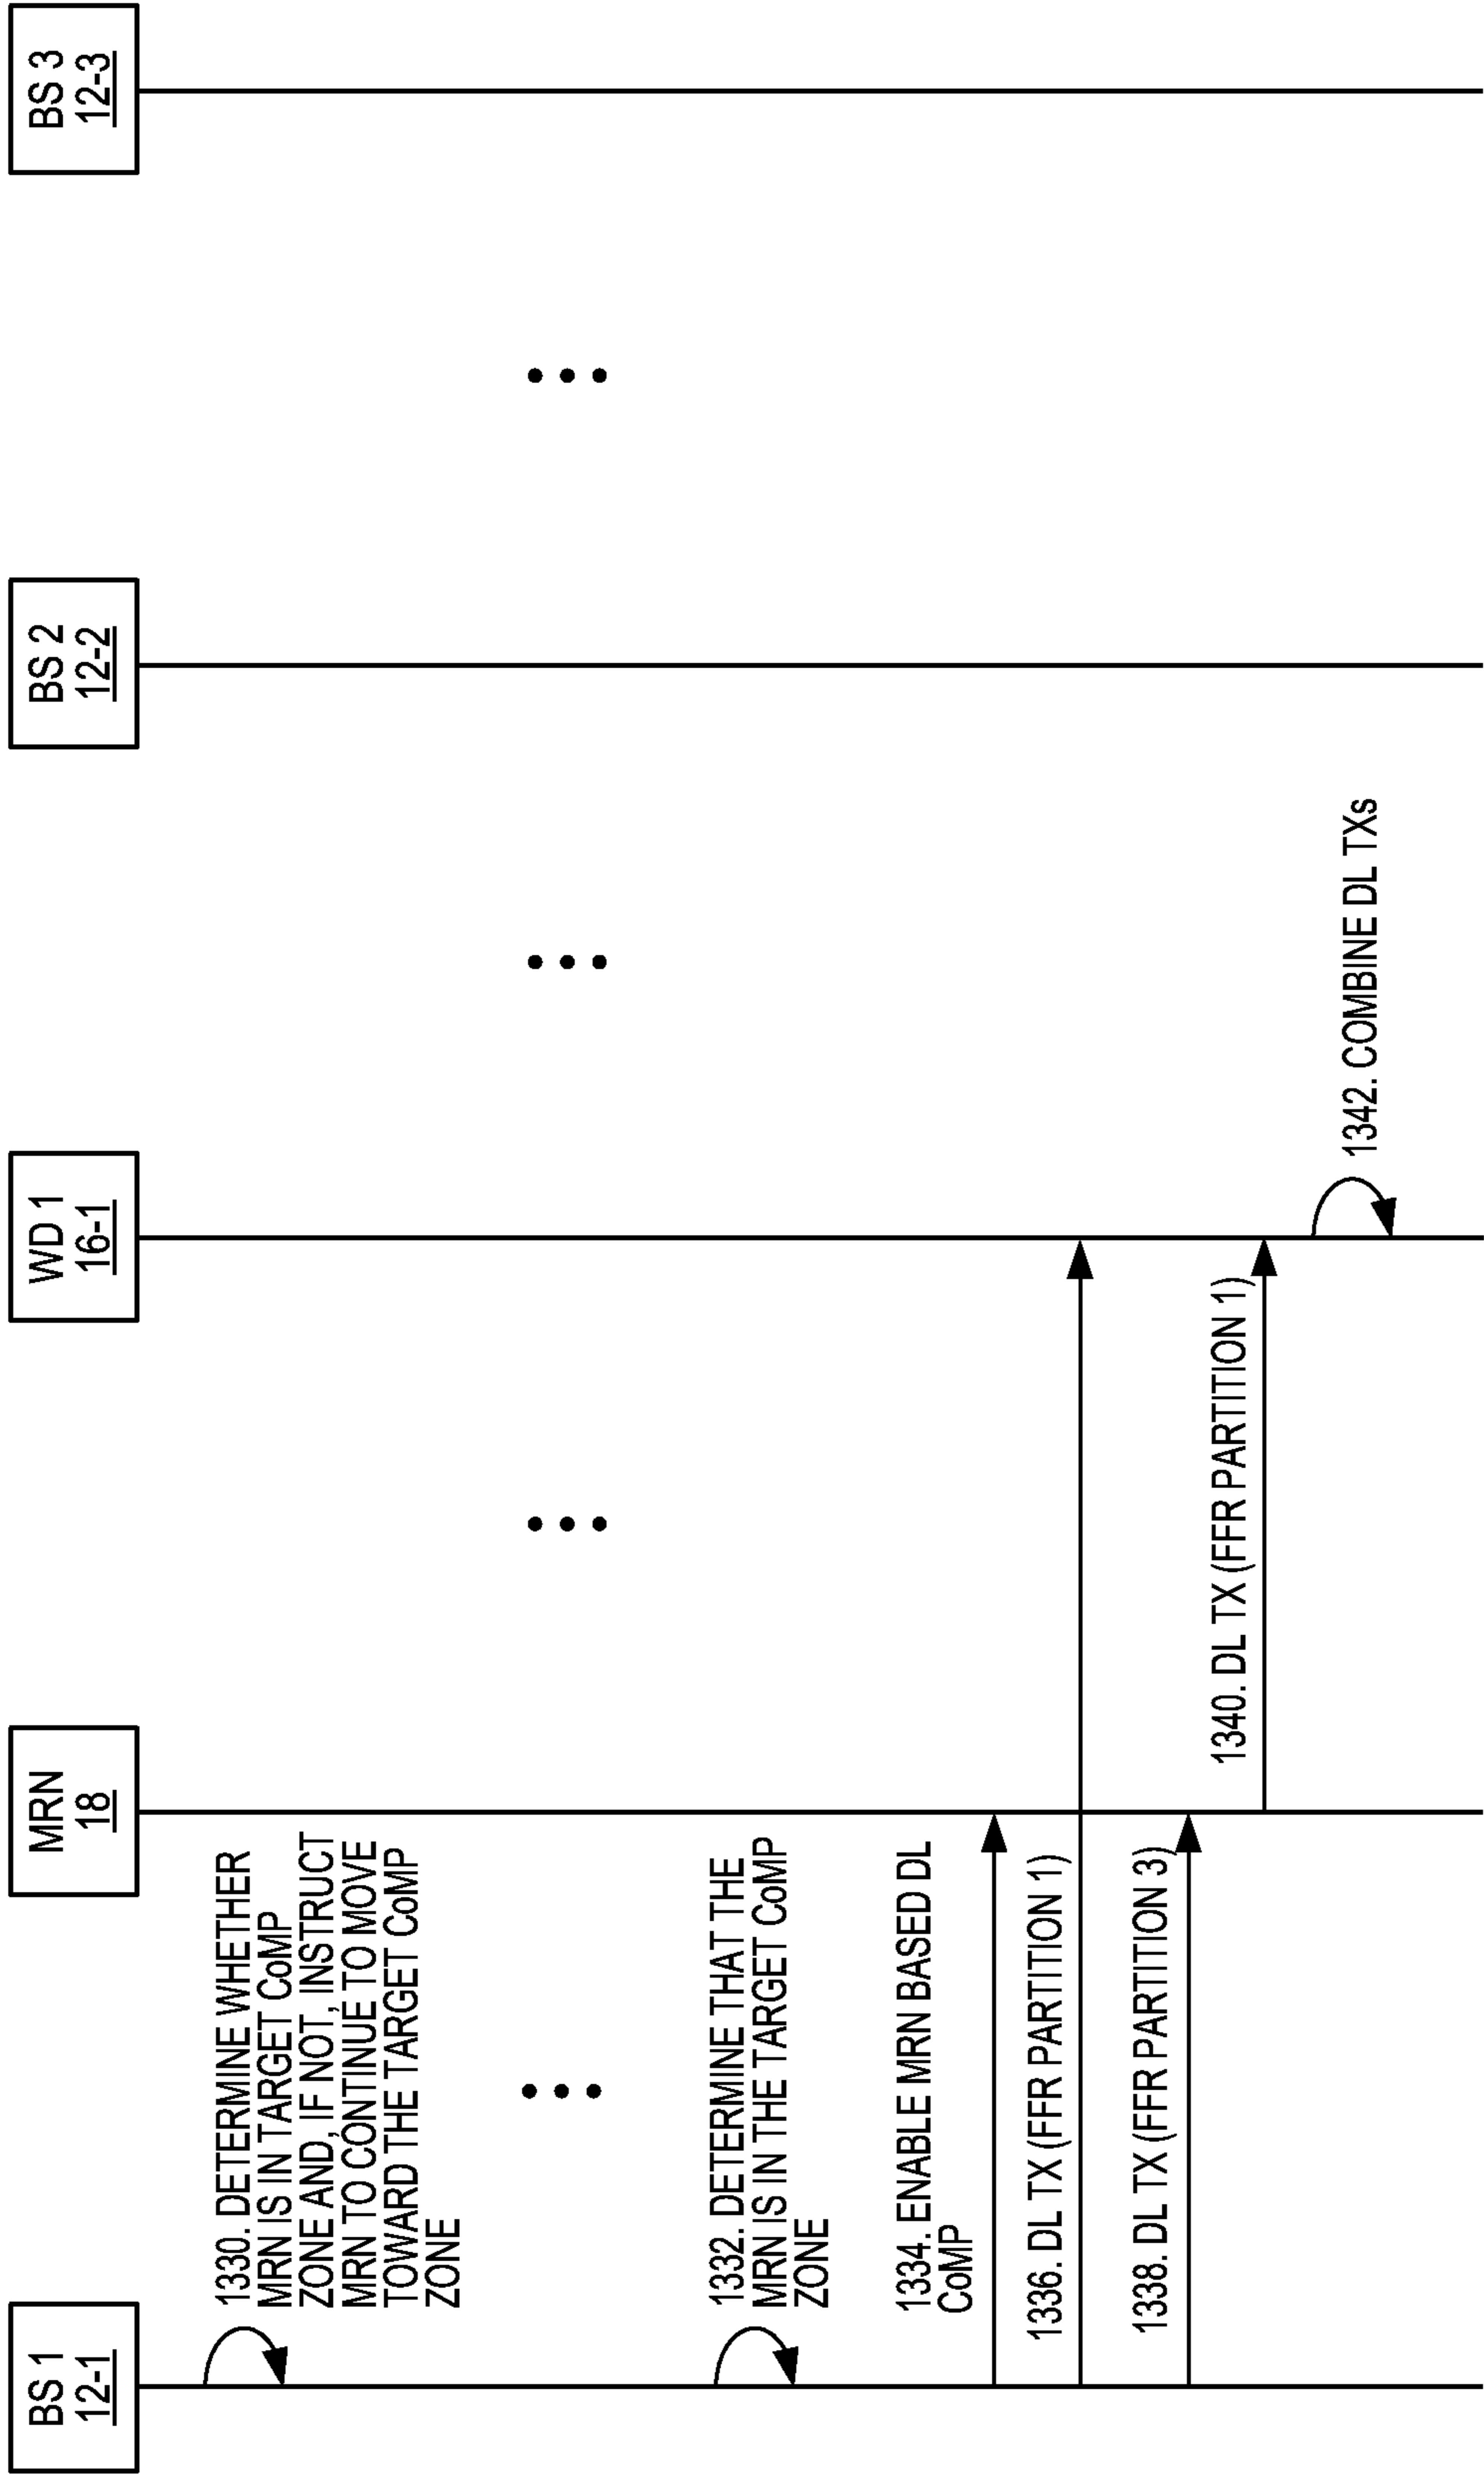 BS 1
12-1
MRN
18
WD 1
16-1
BS 2
12-2
BS 3
12-3
1330. DETERMINE WHETHER
MRN IS IN TARGET CoMP
ZONE AND, IF NOT, INSTRUCT
MRN TO CONTINUE TO MOVE
TOWARD THE TARGET CoMP
ZONE
1332. DETERMINE THAT THE
MRN IS IN THE TARGET CoMP
ZONE
1334. ENABLE MRN BASED DL
CoMP
1336. DL TX (FFR PARTITION 1)
1338. DL TX (FFR PARTITION 3)
1340. DL TX (FFR PARTITION 1)
1342. COMBINE DL TXs